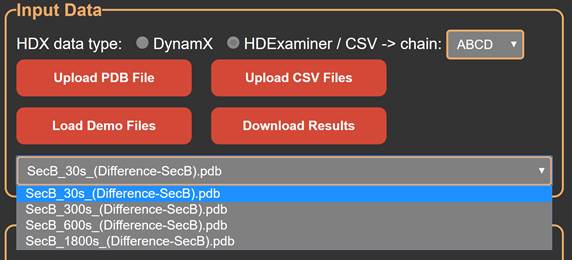 Input Data
HDX data type: DynamX HDExaminer / CSV -> chain: ABCD
Upload PDB File Upload CSV Files
Load Demo Files Download Results
SecB_30s_(Difference-SecB).pdb
SecB_30s_(Difference-SecB).pdb
SecB_300s_(Difference-SecB).pdb
SecB_600s_(Difference-SecB).pdb
SecB_1800s_(Difference-SecB).pdb